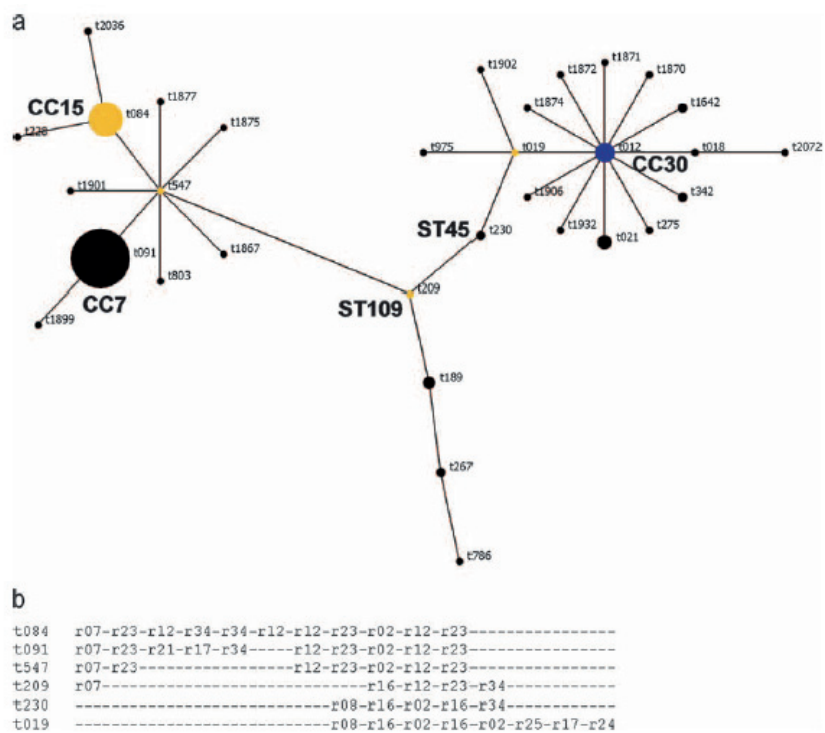 a
t2036
t1902
t1871
t1872
t1870
t1877
t1874
t1642
CC15
t084
t1875
t228
t975
t019
t012
t018
t2072
CC30
t1901
t547
t1906
t342
ST45
t230
t1932
t021
t275
t091
t1867
t803
CC7
t209
ST109
t1899
t189
t267
t786
b
t084 r07-r23-r12-r34-r34-r12-r12-r23-r02-r12-r23----------------
t091 r07-r23-r21-r17-r34-----r12-r23-r02-r12-r23----------------
t547 r07-r23-----------------r12-r23-r02-r12-r23----------------
t209 r07-----------------------------r16-r12-r23-r34------------
t230 ----------------------------r08-r16-r02-r16-r34------------
t019 ----------------------------r08-r16-r02-r16-r02-r25-r17-r24